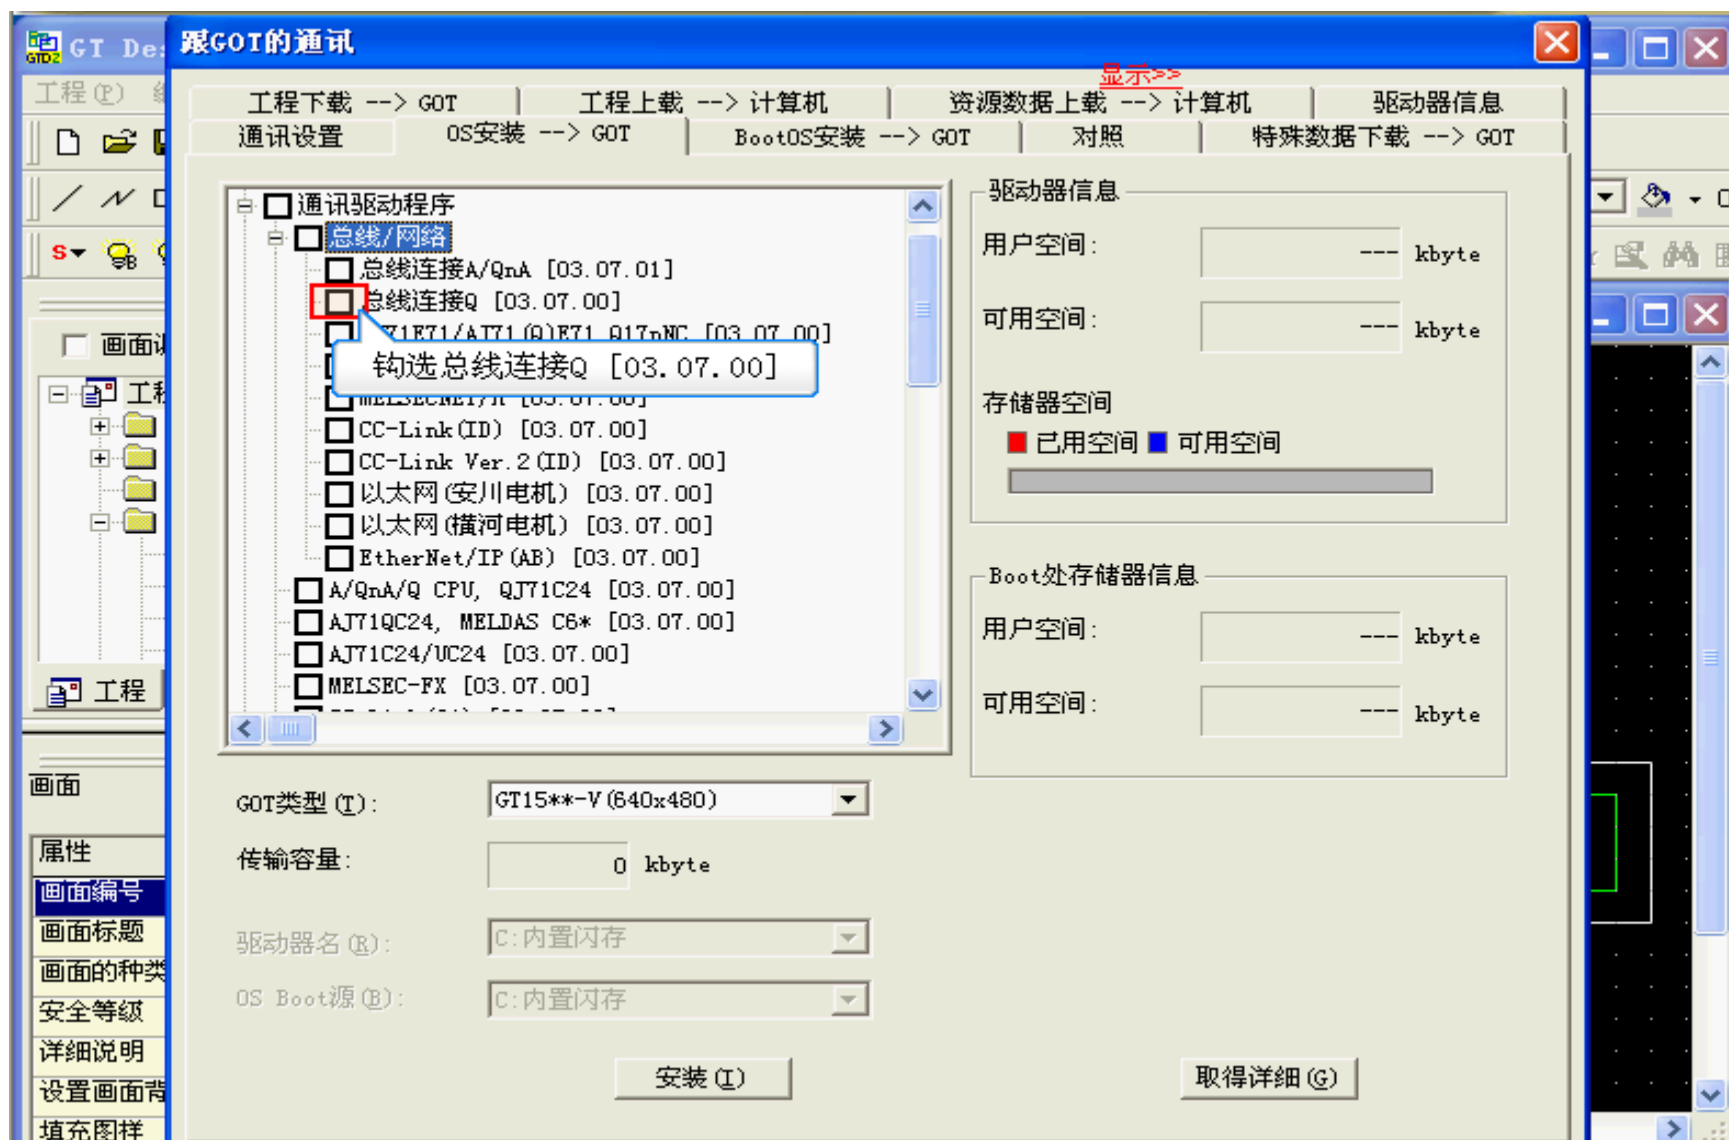 GT De
跟GOT的通讯
显示>>
工程(P)
工程下载 --> GOT
工程上载 --> 计算机
资源数据上载 --> 计算机
驱动器信息
通讯设置
OS安装 --> GOT
BootOS安装 --> GOT
对照
特殊数据下载 --> GOT
通讯驱动程序
总线/网络
总线连接A/QnA [03.07.01]
总线连接Q [03.07.00]
71E71/AJ71(Q)E71 Q17nNC [03.07.00]
钩选总线连接Q [03.07.00]
MELSECNET/H [03.07.00]
CC-Link(ID) [03.07.00]
CC-Link Ver.2(ID) [03.07.00]
以太网(安川电机) [03.07.00]
以太网(横河电机) [03.07.00]
EtherNet/IP(AB) [03.07.00]
A/QnA/Q CPU, QJ71C24 [03.07.00]
AJ71QC24, MELDAS C6* [03.07.00]
AJ71C24/UC24 [03.07.00]
MELSEC-FX [03.07.00]
驱动器信息
用户空间: --- kbyte
可用空间: --- kbyte
存储器空间
已用空间 可用空间
Boot处存储器信息
用户空间: --- kbyte
可用空间: --- kbyte
GOT类型(T): GT15**-V(640x480)
传输容量: 0 kbyte
驱动器名(R): C:内置闪存
OS Boot源(B): C:内置闪存
安装(I)
取得详细(G)
画面
工程
工程
画面
属性
画面编号
画面标题
画面的种类
安全等级
详细说明
设置画面背
填充图样